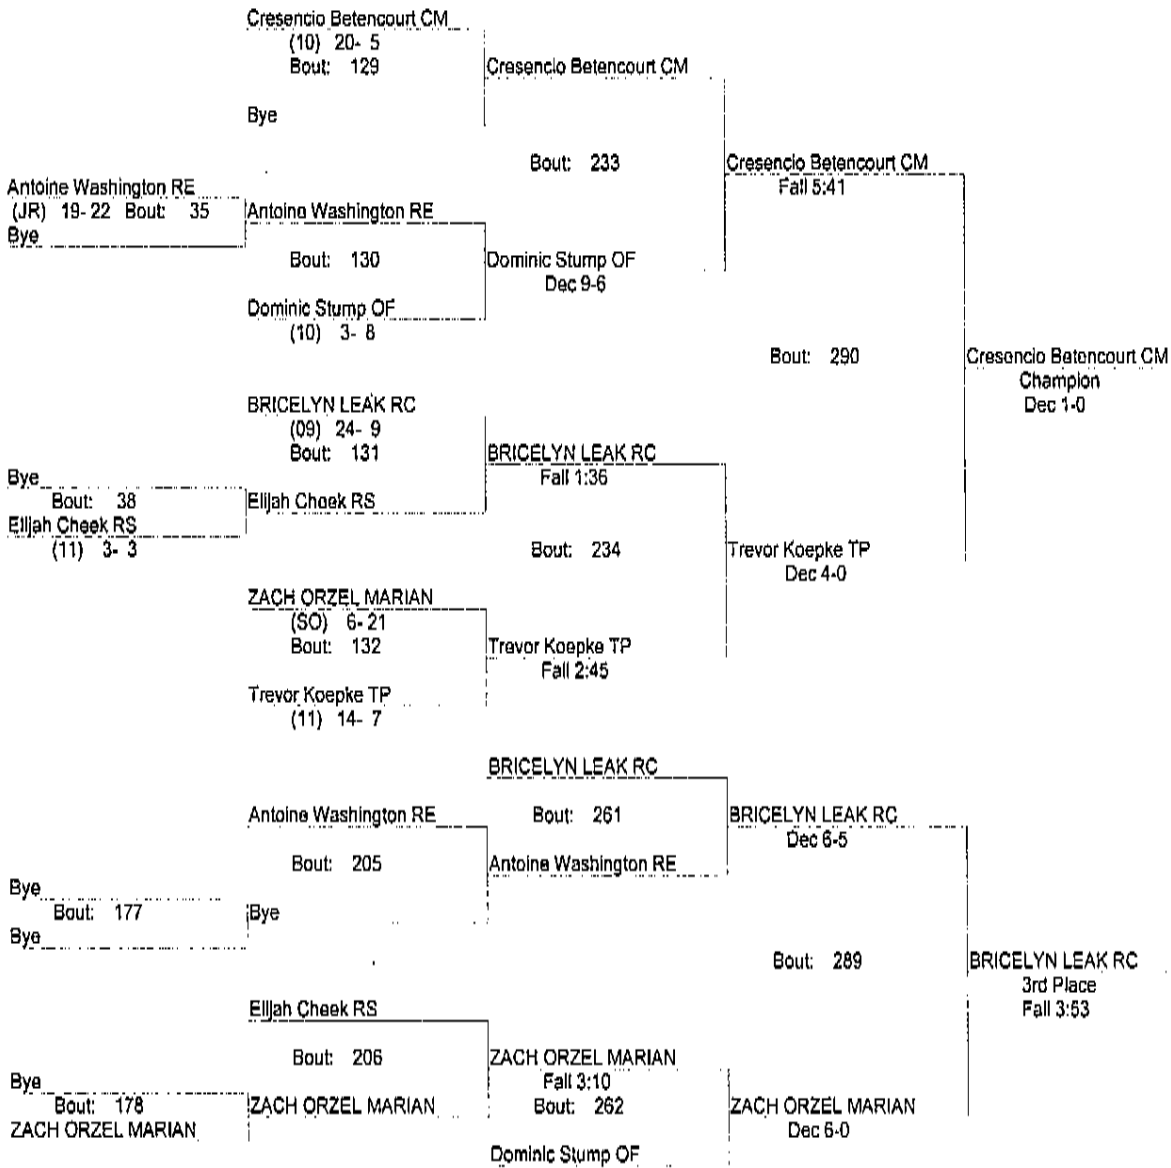 Cresencio Betencourt CM
(10) 20- 5
Bout: 129
Cresencio Betencourt CM
Bye
Bout: 233
Cresencio Betencourt CM
Fall 5:41
Antoine Washington RE
(JR) 19- 22 Bout: 35
Bye
Antoine Washington RE
Bout: 130
Dominic Stump OF
Dec 9-6
Dominic Stump OF
(10) 3- 8
Bout: 290
Cresencio Betencourt CM
Champion
Dec 1-0
BRICELYN LEAK RC
(09) 24- 9
Bout: 131
BRICELYN LEAK RC
Fall 1:36
Bye
Bout: 38
Elijah Cheek RS
(11) 3- 3
Elijah Cheek RS
Bout: 234
Trevor Koepke TP
Dec 4-0
ZACH ORZEL MARIAN
(SO) 6- 21
Bout: 132
Trevor Koepke TP
Fall 2:45
Trevor Koepke TP
(11) 14- 7
BRICELYN LEAK RC
Antoine Washington RE
Bout: 261
BRICELYN LEAK RC
Dec 6-5
Bout: 205
Antoine Washington RE
Bye
Bout: 177
Bye
Bye
Bout: 289
BRICELYN LEAK RC
3rd Place
Fall 3:53
Elijah Cheek RS
Bout: 206
ZACH ORZEL MARIAN
Fall 3:10
Bye
Bout: 178
ZACH ORZEL MARIAN
ZACH ORZEL MARIAN
Bout: 262
ZACH ORZEL MARIAN
Dec 6-0
Dominic Stump OF